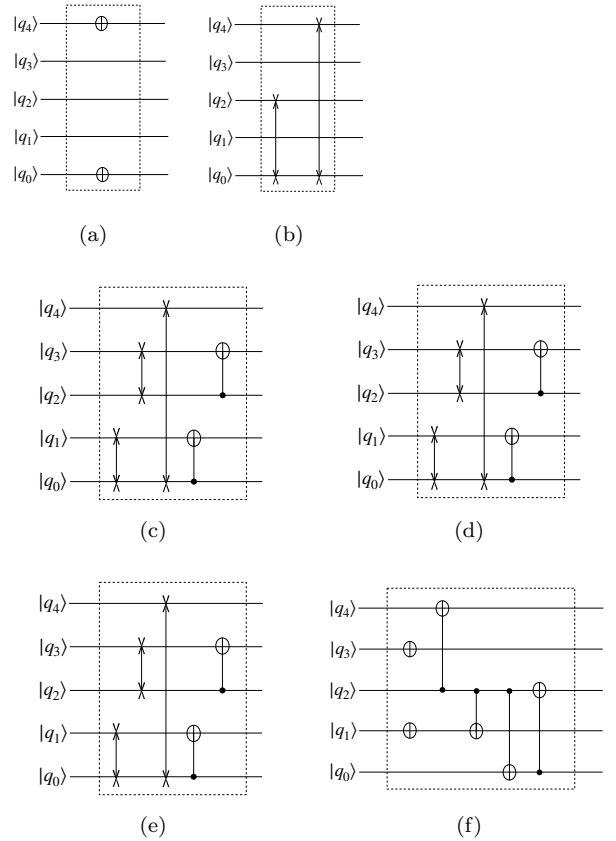 |q₄⟩
|q₃⟩
|q₂⟩
|q₁⟩
|q₀⟩
(a)
|q₄⟩
|q₃⟩
|q₂⟩
|q₁⟩
|q₀⟩
(b)
|q₄⟩
|q₃⟩
|q₂⟩
|q₁⟩
|q₀⟩
(c)
|q₄⟩
|q₃⟩
|q₂⟩
|q₁⟩
|q₀⟩
(d)
|q₄⟩
|q₃⟩
|q₂⟩
|q₁⟩
|q₀⟩
(e)
|q₄⟩
|q₃⟩
|q₂⟩
|q₁⟩
|q₀⟩
(f)